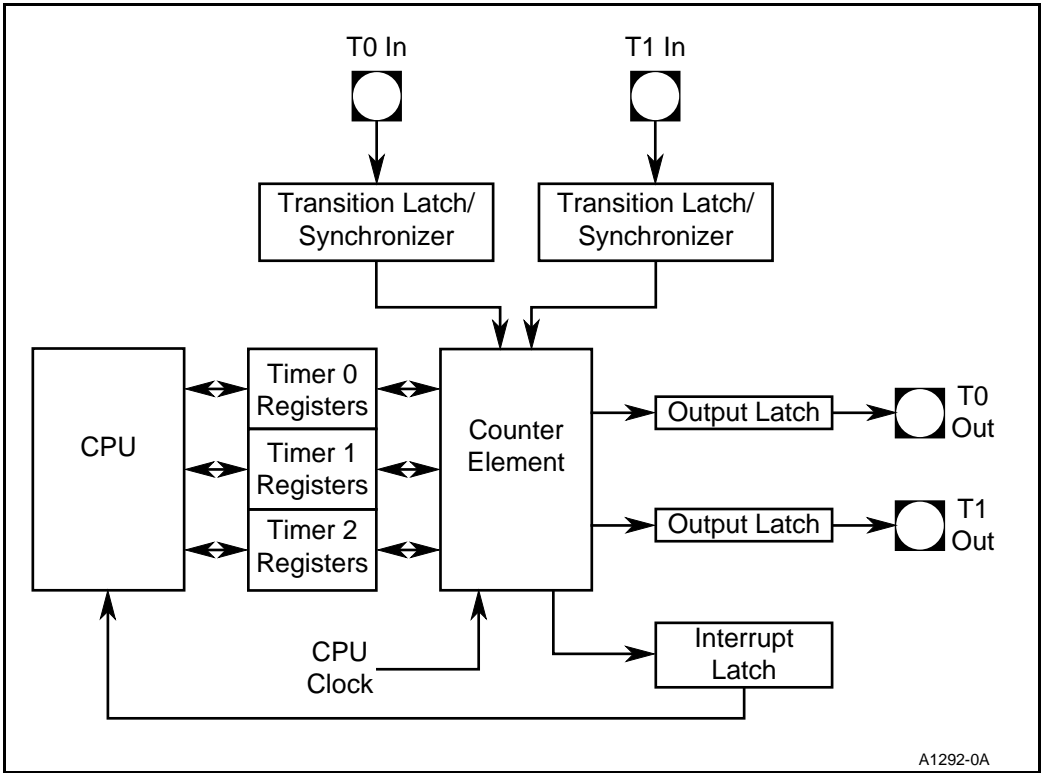 T0 In
T1 In
Transition Latch/
Synchronizer
Transition Latch/
Synchronizer
CPU
Timer 0
Registers
Timer 1
Registers
Timer 2
Registers
Counter
Element
Output Latch
T0
Out
Output Latch
T1
Out
CPU
Clock
Interrupt
Latch
A1292-0A